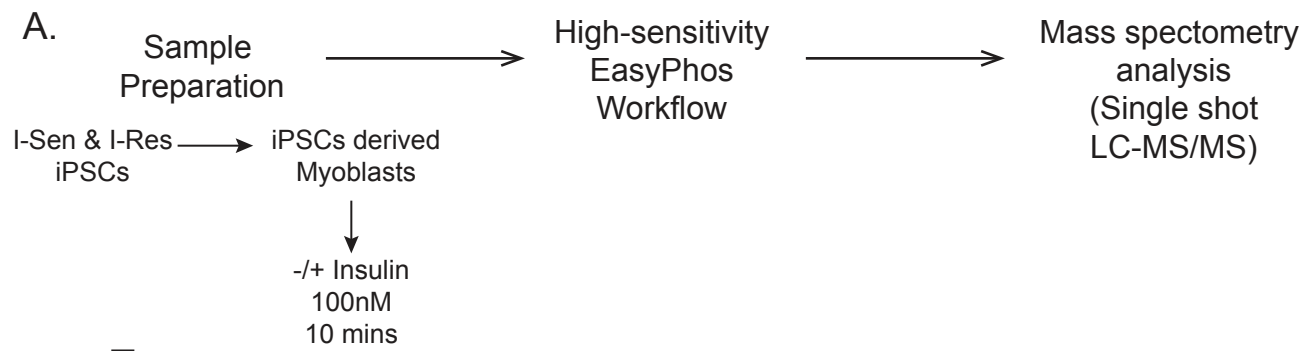 A.
Sample
Preparation
High-sensitivity
EasyPhos
Workflow
Mass spectometry
analysis
(Single shot
LC-MS/MS)
I-Sen & I-Res
iPSCs
iPSCs derived
Myoblasts
-/+ Insulin
100nM
10 mins